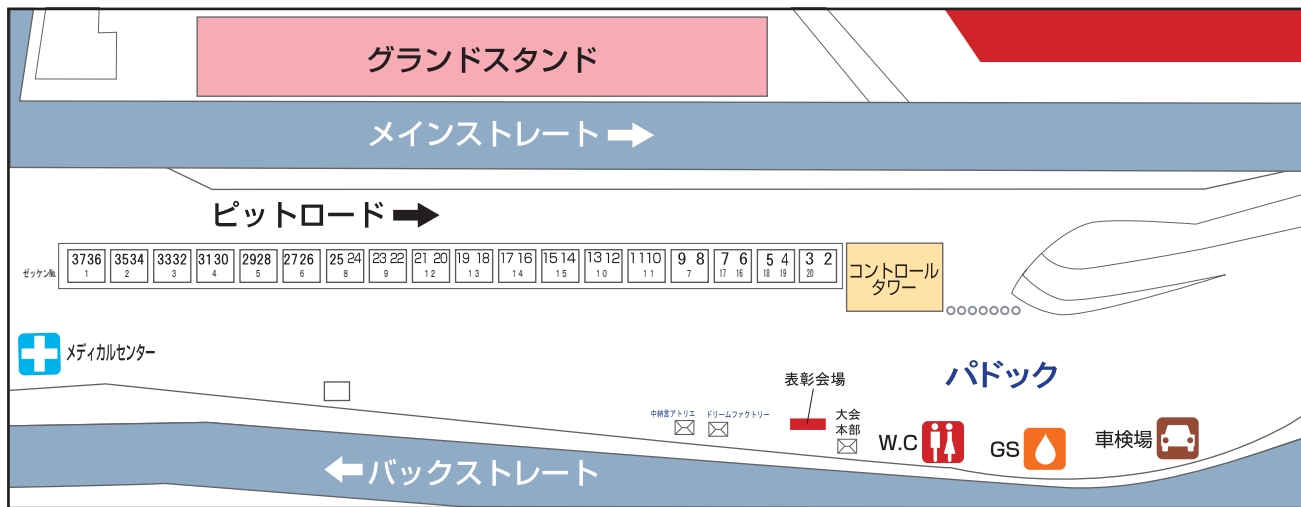 グランドスタンド
メインストレート
ピットロード
ゼッケン№
3736 3534 3332 3130 2928 2726 25 24 23 22 21 20 19 18 17 16 15 14 13 12 1110 9 8 7 6 5 4 3 2
1 2 3 4 5 6 8 9 12 13 14 15 10 11 7 17 16 18 19 20
コントロール
タワー
メディカルセンター
パドック
表彰会場
中納言アトリエ
ドリームファクトリー
大会
本部
W.C
GS
車検場
バックストレート